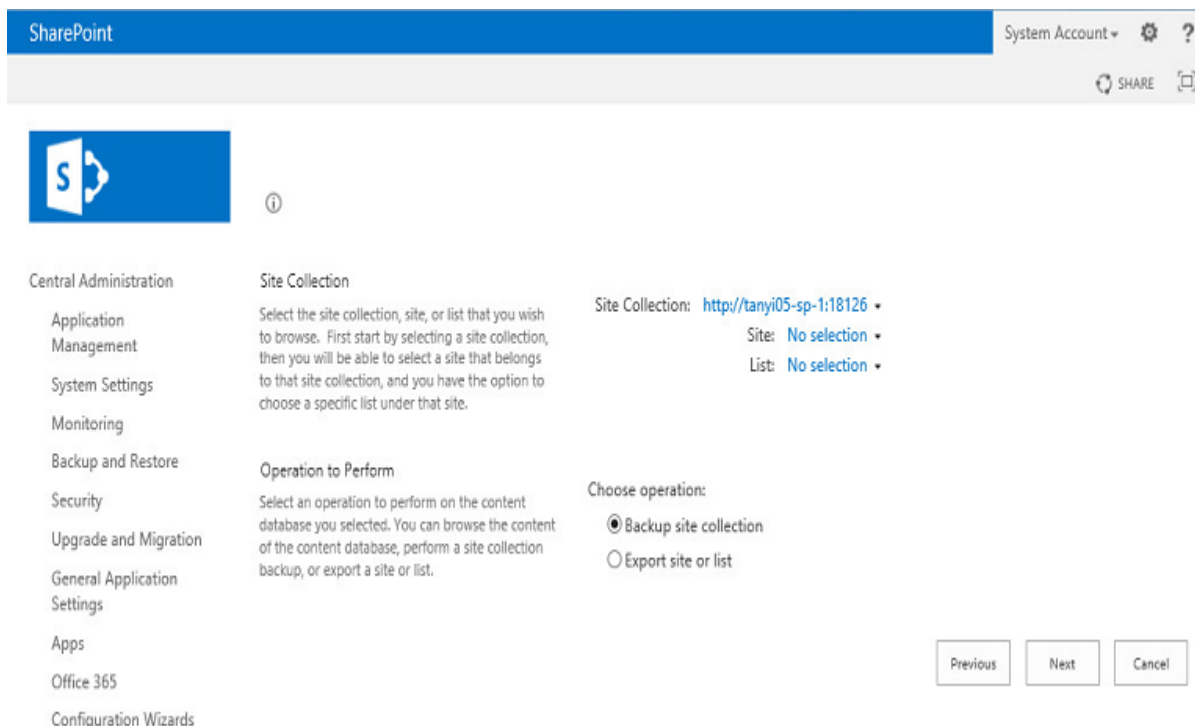 SharePoint
System Account
?
SHARE
S
Central Administration
Application
Management
System Settings
Monitoring
Backup and Restore
Security
Upgrade and Migration
General Application
Settings
Apps
Office 365
Configuration Wizards
Site Collection
Select the site collection, site, or list that you wish
to browse. First start by selecting a site collection,
then you will be able to select a site that belongs
to that site collection, and you have the option to
choose a specific list under that site.
Site Collection: http://tanyi05-sp-1:18126
Site: No selection
List: No selection
Operation to Perform
Select an operation to perform on the content
database you selected. You can browse the content
of the content database, perform a site collection
backup, or export a site or list.
Choose operation:
Backup site collection
Export site or list
Previous
Next
Cancel